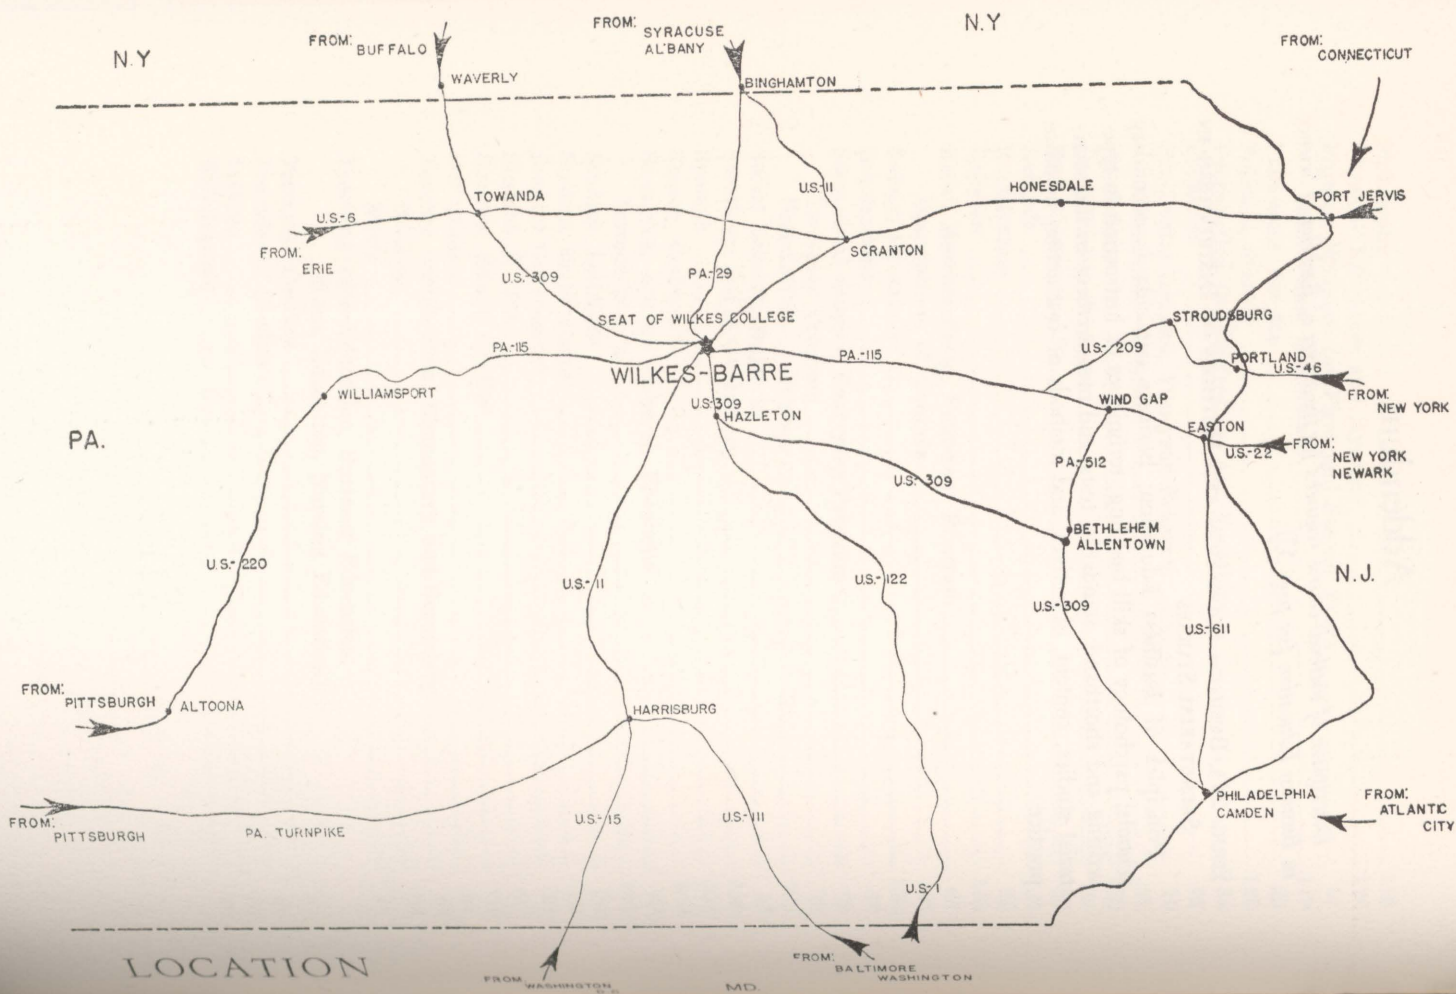 N.Y
FROM:
BUFFALO
FROM:
SYRACUSE
ALBANY
N.Y
FROM:
CONNECTICUT
WAVERLY
BINGHAMTON
TOWANDA
U.S.-11
HONESDALE
PORT JERVIS
U.S.-6
FROM:
ERIE
SCRANTON
U.S.-309
PA.-29
SEAT OF WILKES COLLEGE
STROUDSBURG
PA.-115
PA.-115
U.S.-209
PORTLAND
U.S.-46
WILKES-BARRE
FROM:
NEW YORK
WILLIAMSPORT
U.S.-309
HAZLETON
WIND GAP
EASTON
U.S.-22
FROM:
NEW YORK
NEWARK
PA.
PA-512
U.S.-309
BETHLEHEM
ALLENTOWN
U.S.-220
U.S.-11
U.S.-122
U.S.-309
N.J.
U.S.-611
FROM:
PITTSBURGH
ALTOONA
HARRISBURG
FROM:
PITTSBURGH
PA. TURNPIKE
U.S.-15
U.S.-111
PHILADELPHIA
CAMDEN
FROM:
ATLANTIC
CITY
U.S-1
LOCATION
FROM
WASHINGTON
FROM:
BALTIMORE
WASHINGTON
MD.